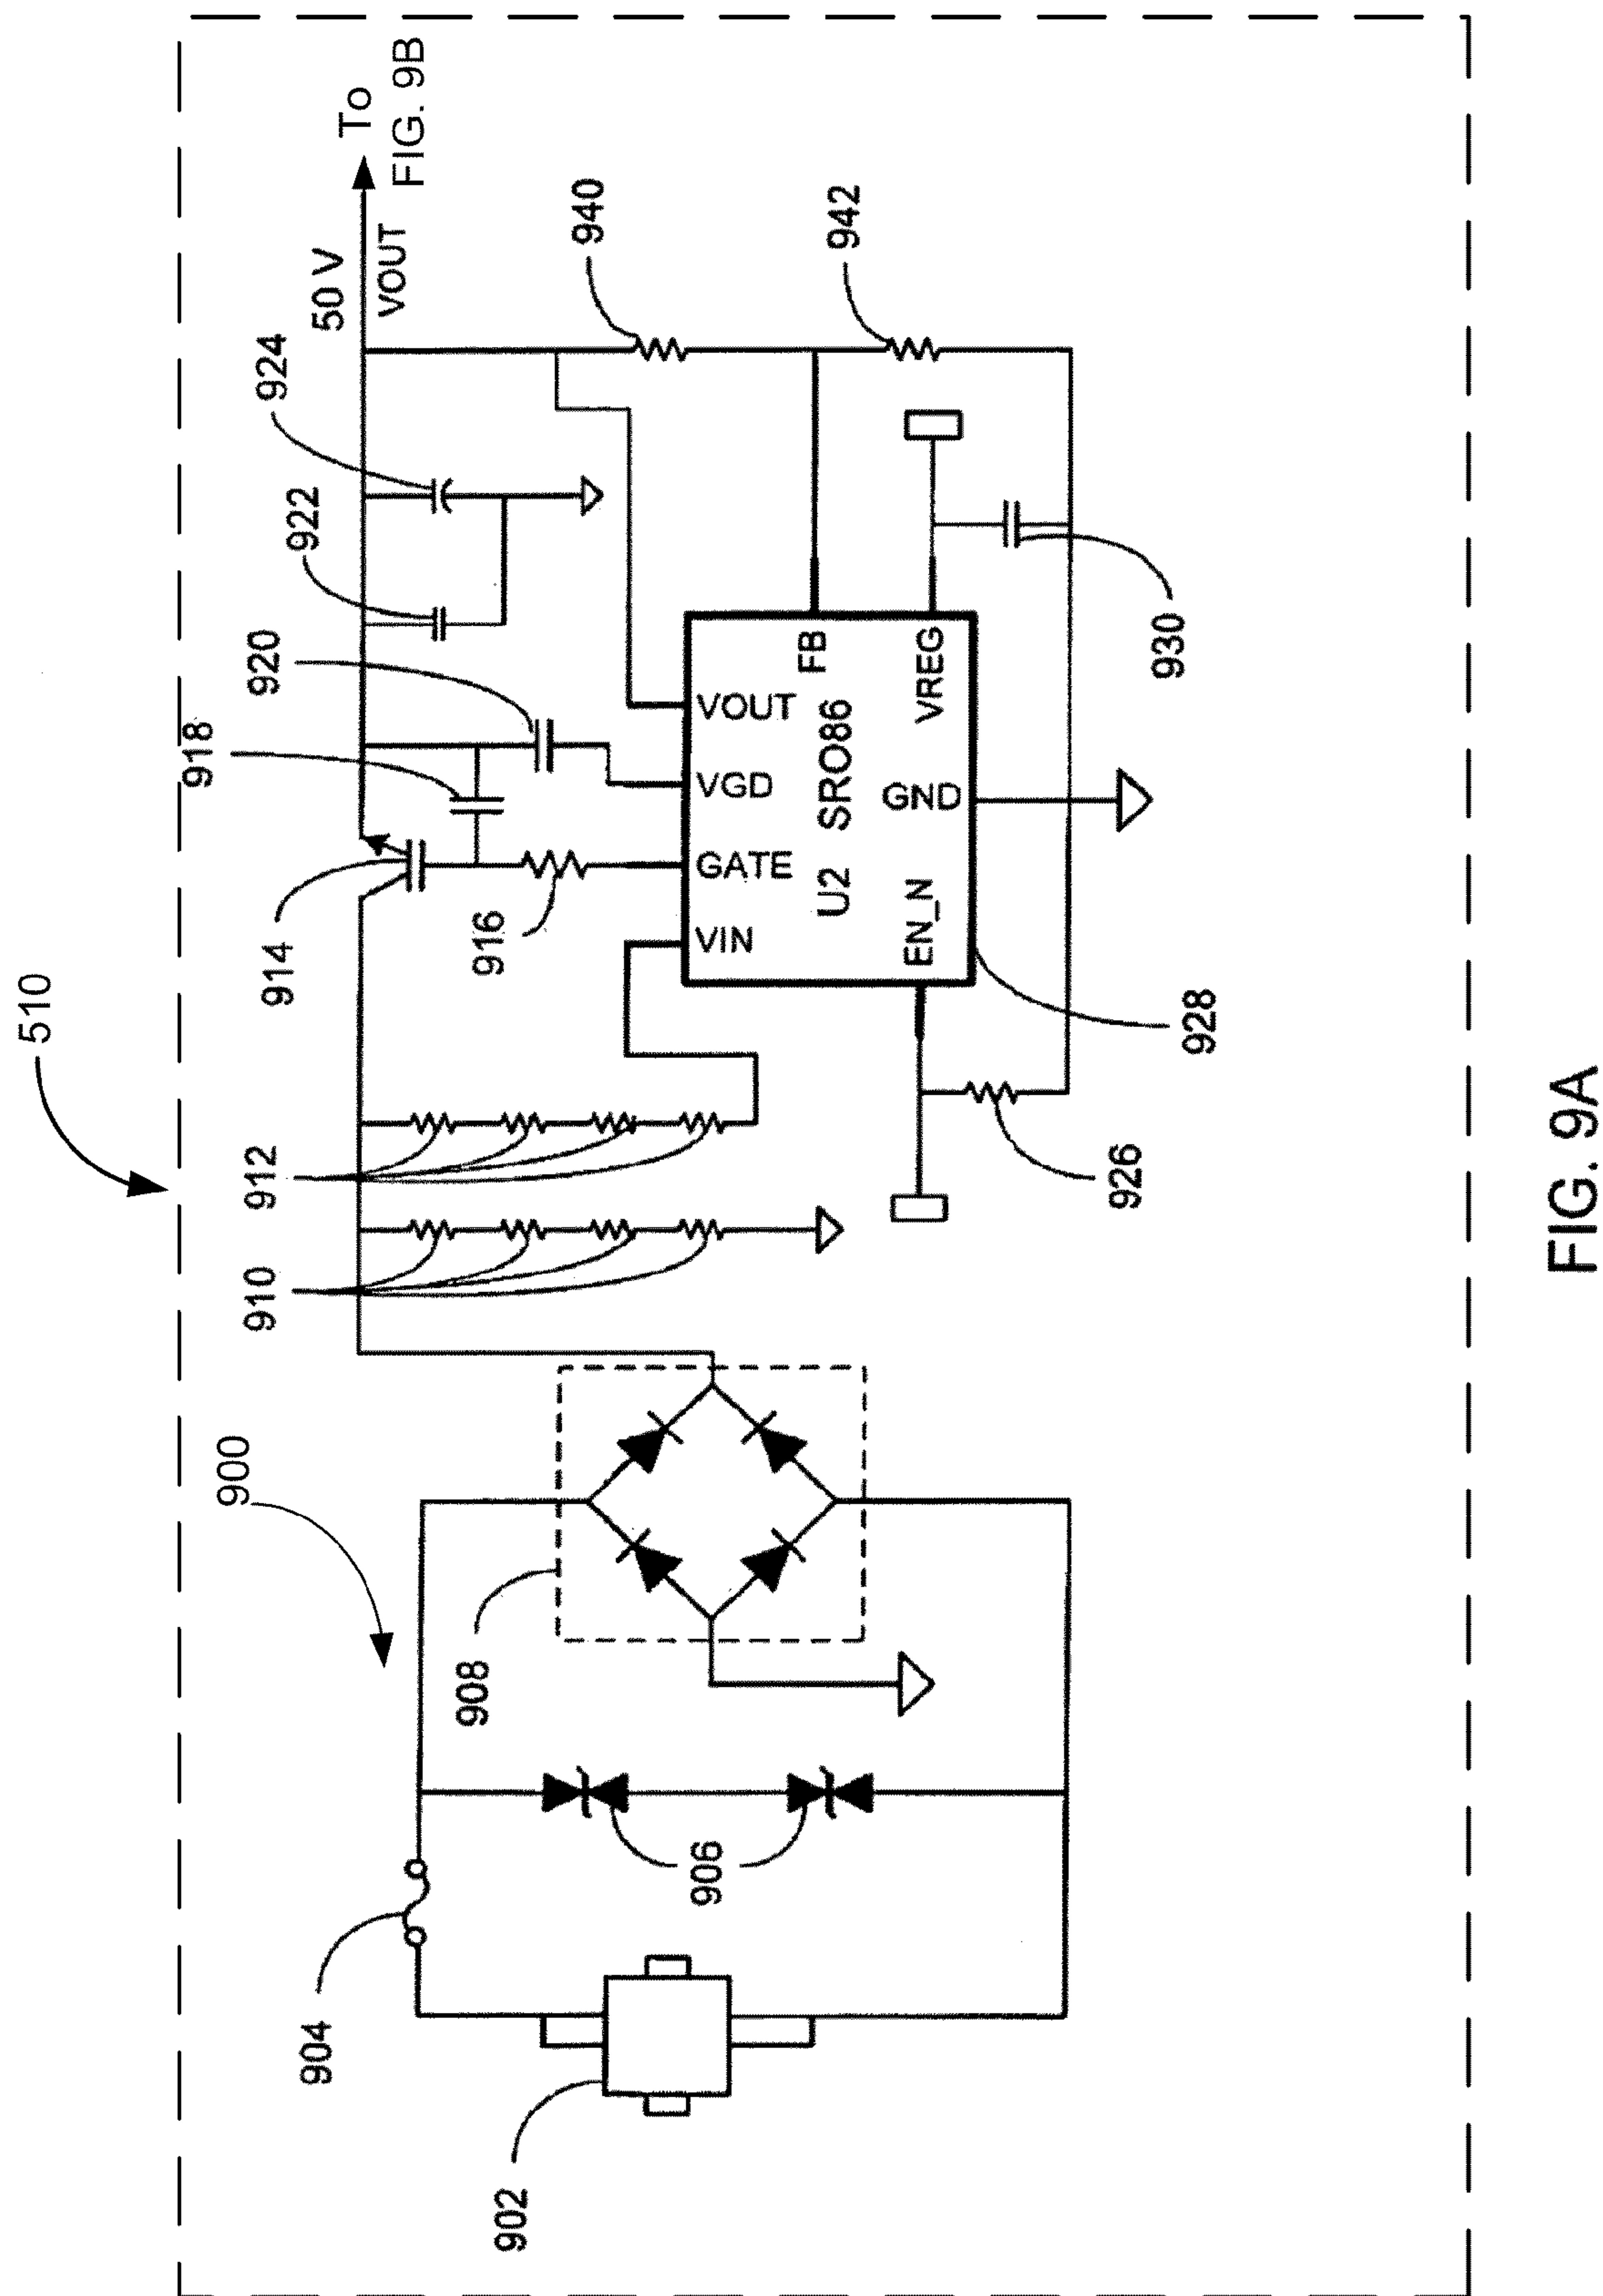 510
900
902
904
906
908
910
912
914
916
918
920
922
924
50 V
VOUT
To
FIG. 9B
940
942
VIN
GATE
VGD
VOUT
U2
SRO86
FB
EN_N
GND
VREG
926
928
930
FIG. 9A